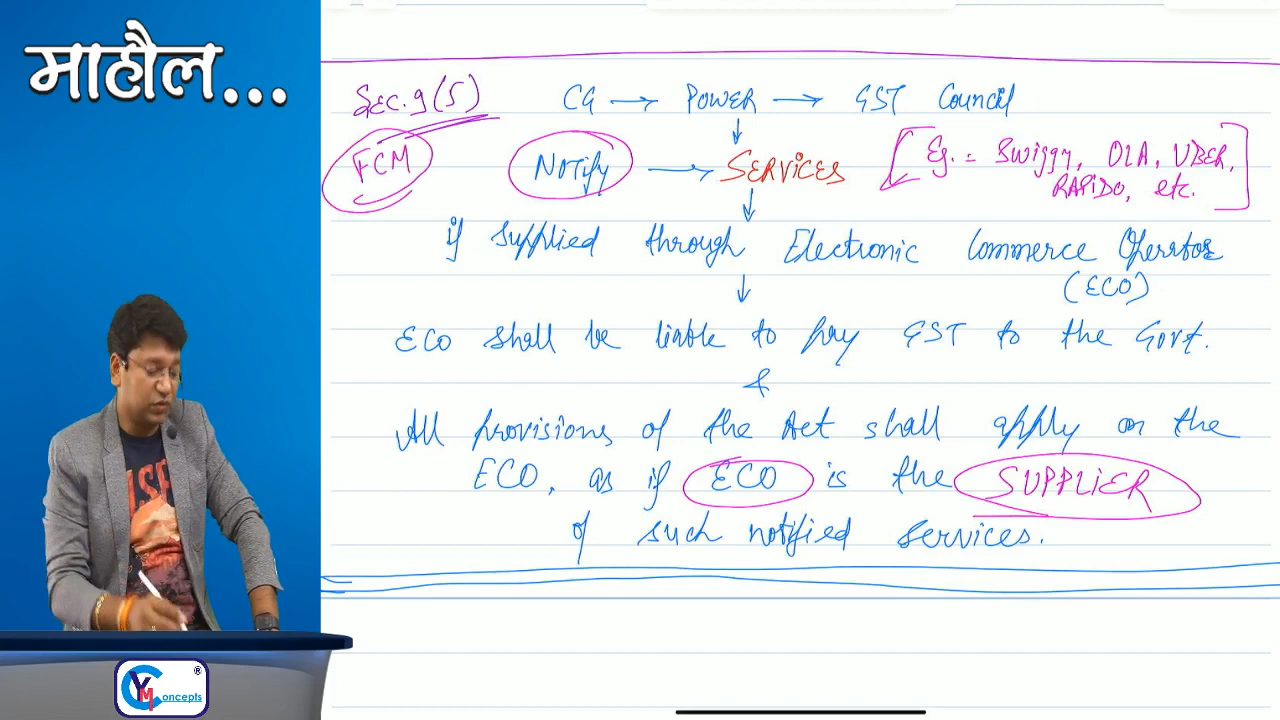 माहौल...
Sec. 9(5) CG → POWER → GST Council
FCM Notify → SERVICES [Eg. = Swiggy, OLA, UBER, RAPIDO, etc.]
if supplied through Electronic Commerce Operator
(ECO)
ECO shall be liable to pay GST to the Govt.
&
All provisions of the Act shall apply on the
ECO, as if ECO is the SUPPLIER
of such notified services.
CYM Concepts ®